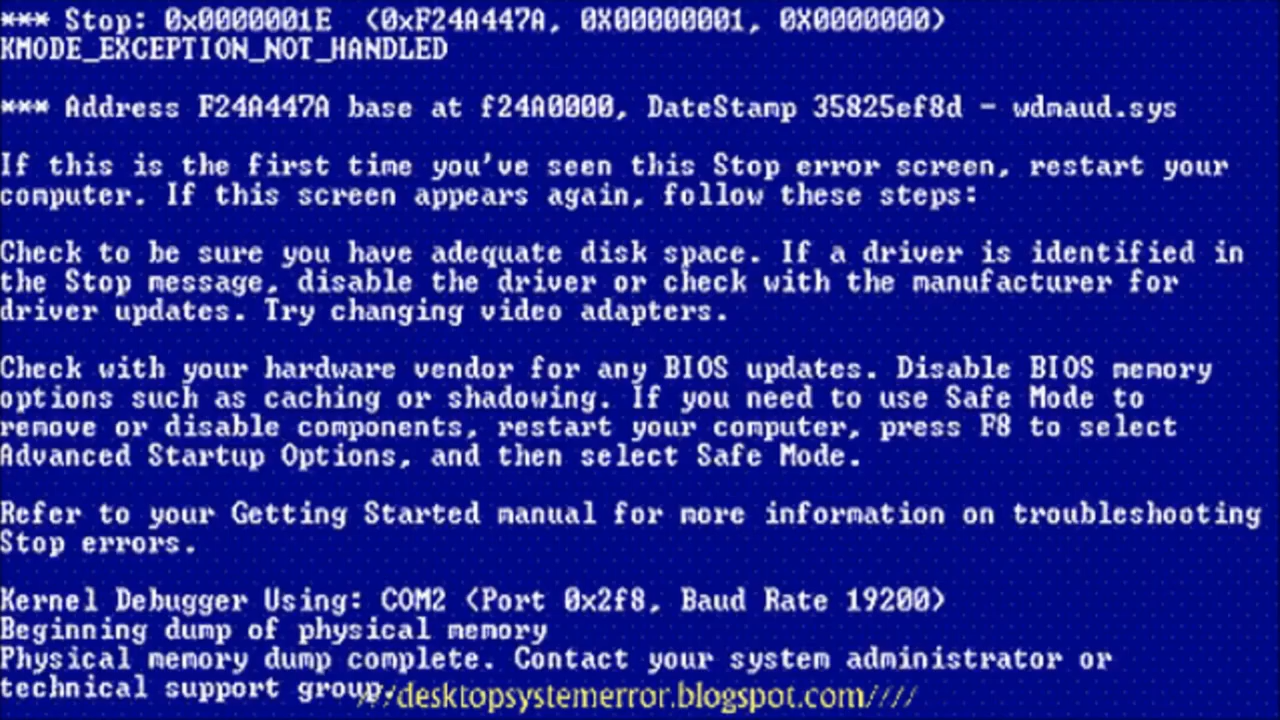 *** Stop: 0x0000001E (0xF24A447A, 0X00000001, 0X0000000)
KMODE_EXCEPTION_NOT_HANDLED
*** Address F24A447A base at f24A0000, DateStamp 35825ef8d - wdmaud.sys
If this is the first time you've seen this Stop error screen, restart your
computer. If this screen appears again, follow these steps:
Check to be sure you have adequate disk space. If a driver is identified in
the Stop message, disable the driver or check with the manufacturer for
driver updates. Try changing video adapters.
Check with your hardware vendor for any BIOS updates. Disable BIOS memory
options such as caching or shadowing. If you need to use Safe Mode to
remove or disable components, restart your computer, press F8 to select
Advanced Startup Options, and then select Safe Mode.
Refer to your Getting Started manual for more information on troubleshooting
Stop errors.
Kernel Debugger Using: COM2 (Port 0x2f8, Baud Rate 19200)
Beginning dump of physical memory
Physical memory dump complete. Contact your system administrator or
technical support group.
///desktopsystemerror.blogspot.com////